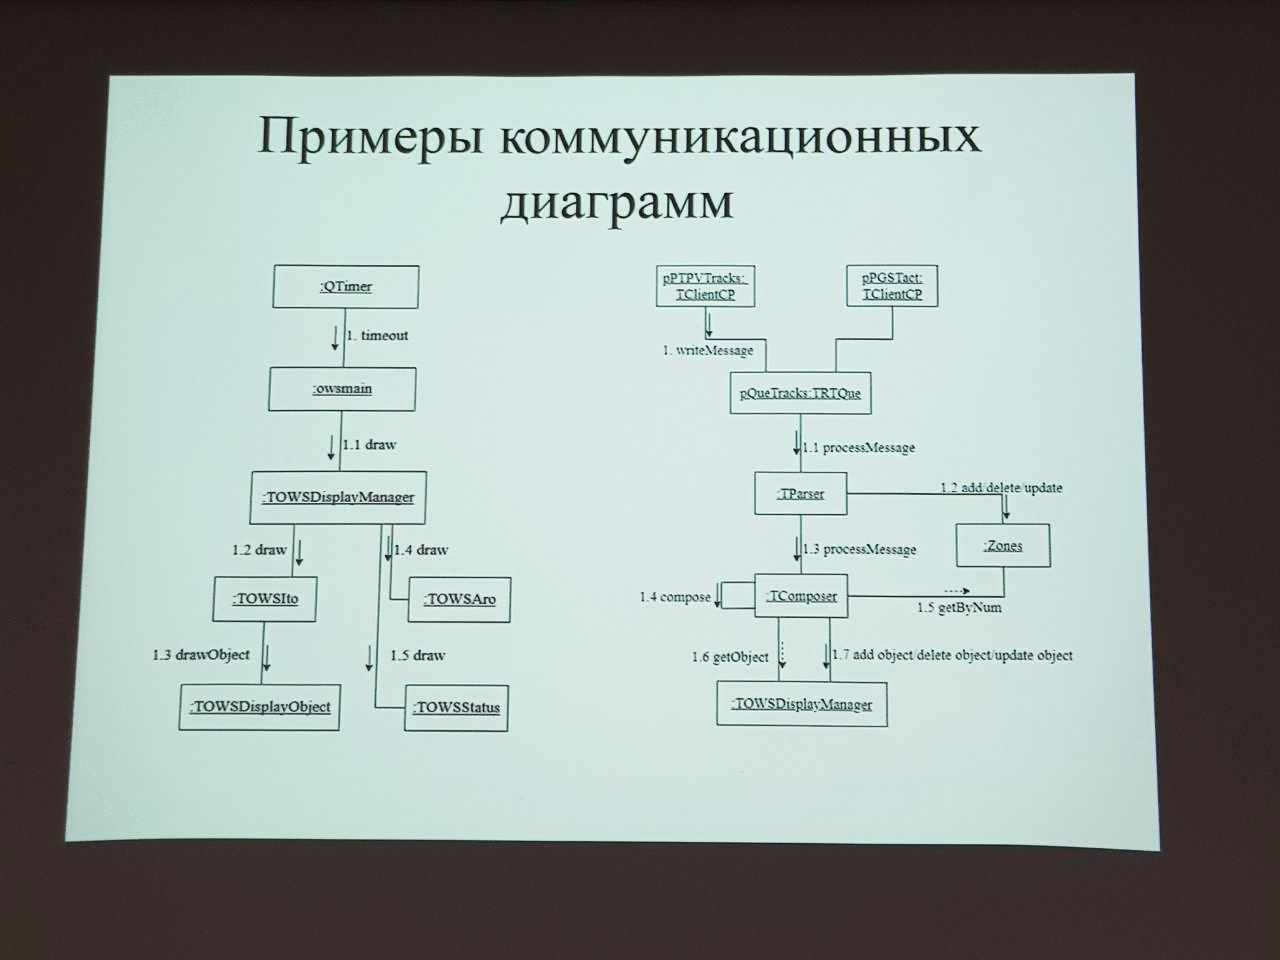 Примеры коммуникационных
диаграмм
:QTimer
1. timeout
:owsmain
1.1 draw
:TOWSDisplayManager
1.2 draw
1.4 draw
:TOWSIto
:TOWSAro
1.3 drawObject
1.5 draw
:TOWSDisplayObject
:TOWSStatus
pPTPVTracks:
TClientCP
pPGSTact:
TClientCP
1. writeMessage
pQueTracks:TRTQue
1.1 processMessage
:TParser
1.2 add/delete/update
:Zones
1.3 processMessage
1.4 compose
:TComposer
1.5 getByNum
1.6 getObject
1.7 add object/delete object/update object
:TOWSDisplayManager